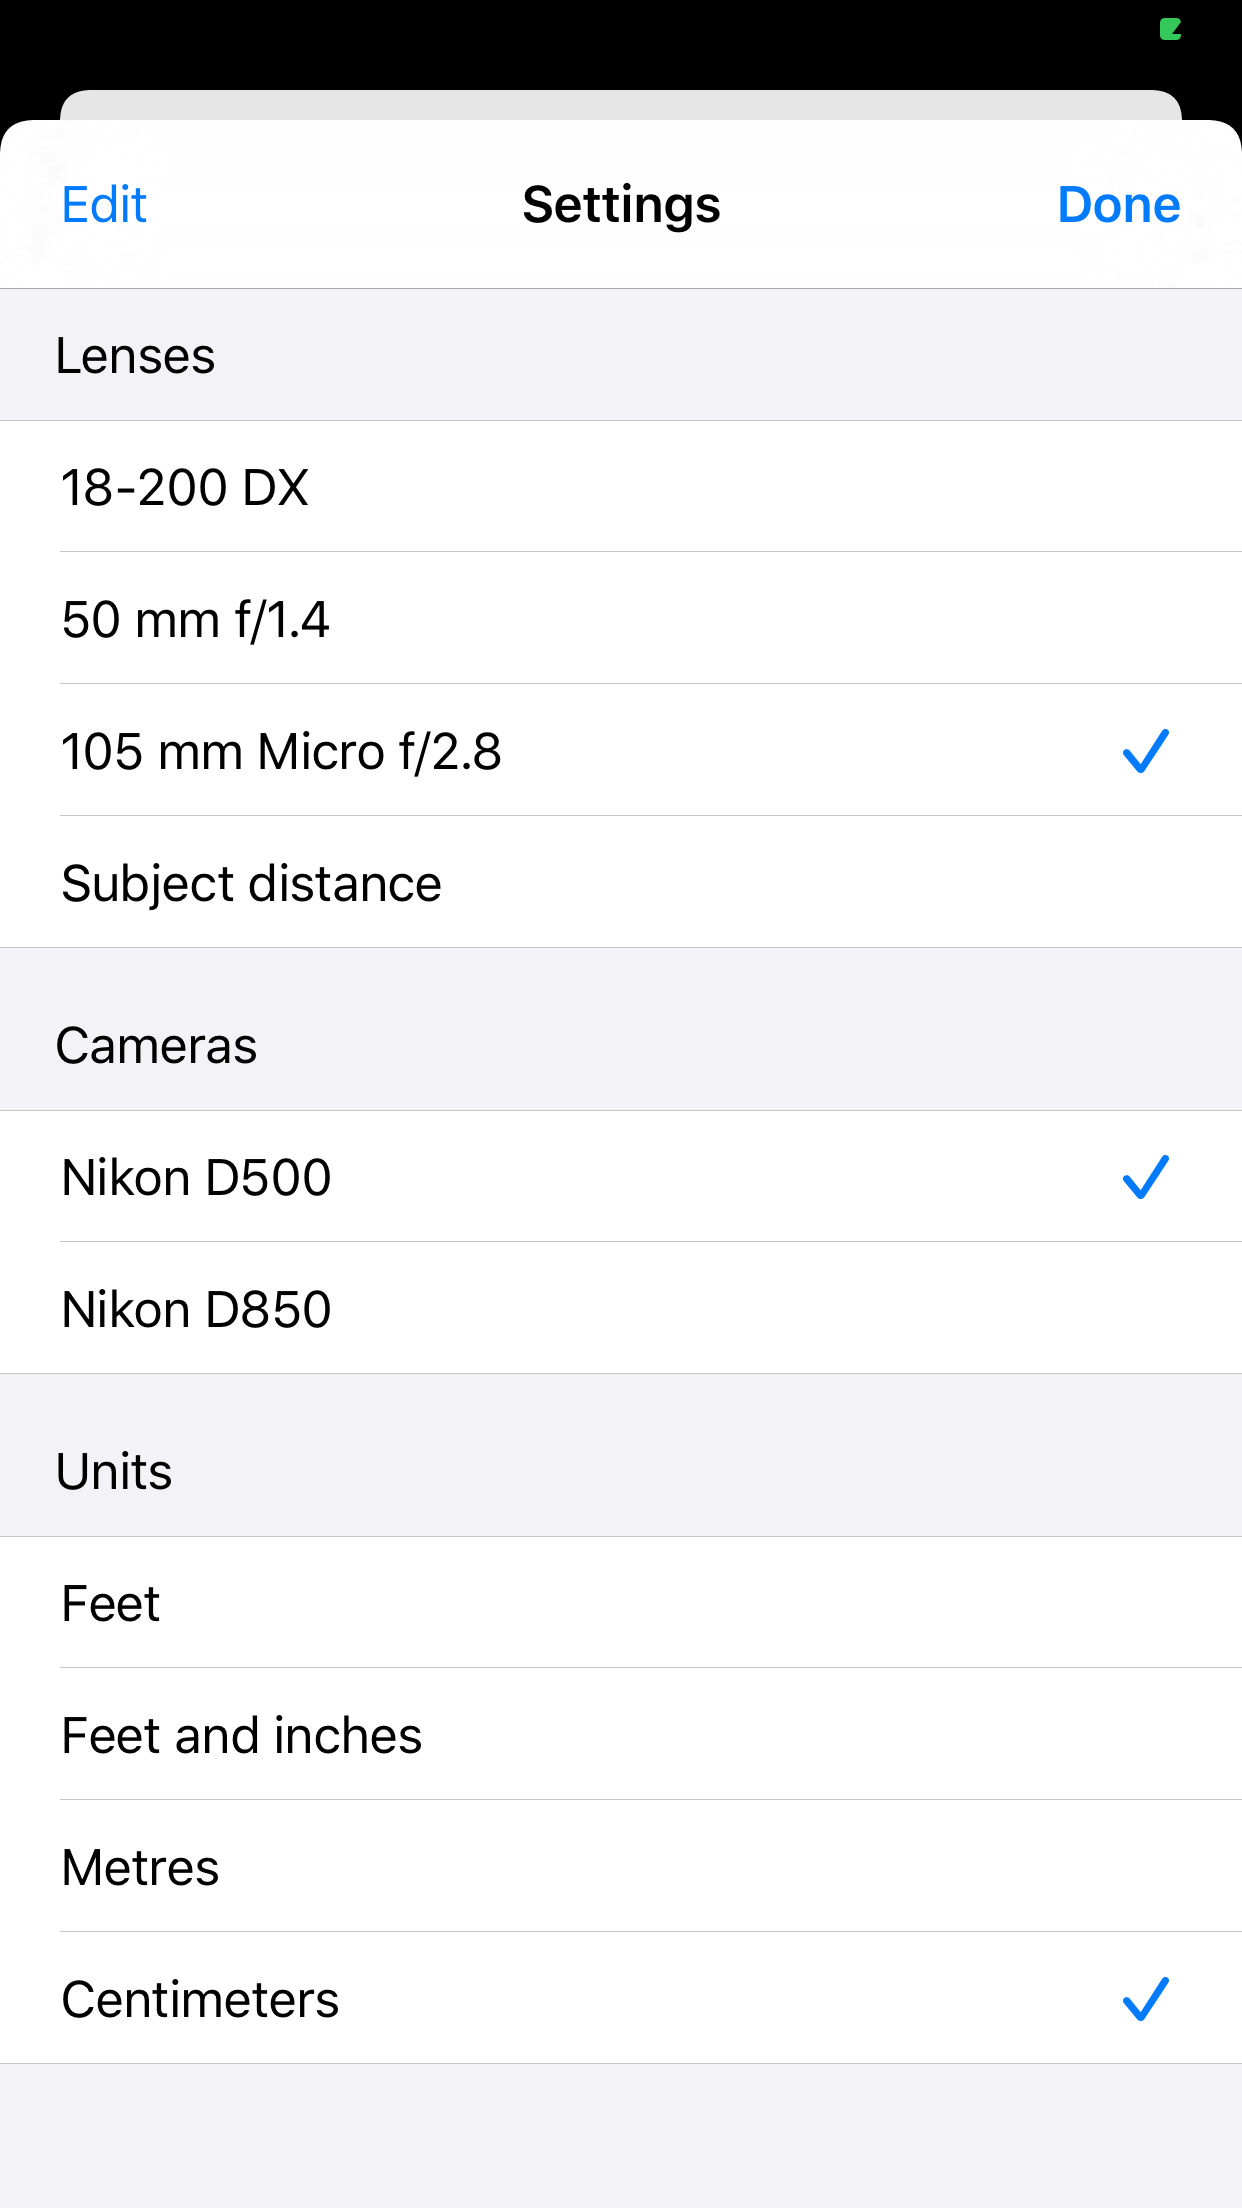 Edit
Settings
Done
Lenses
18-200 DX
50 mm f/1.4
105 mm Micro f/2.8
Subject distance
Cameras
Nikon D500
Nikon D850
Units
Feet
Feet and inches
Metres
Centimeters